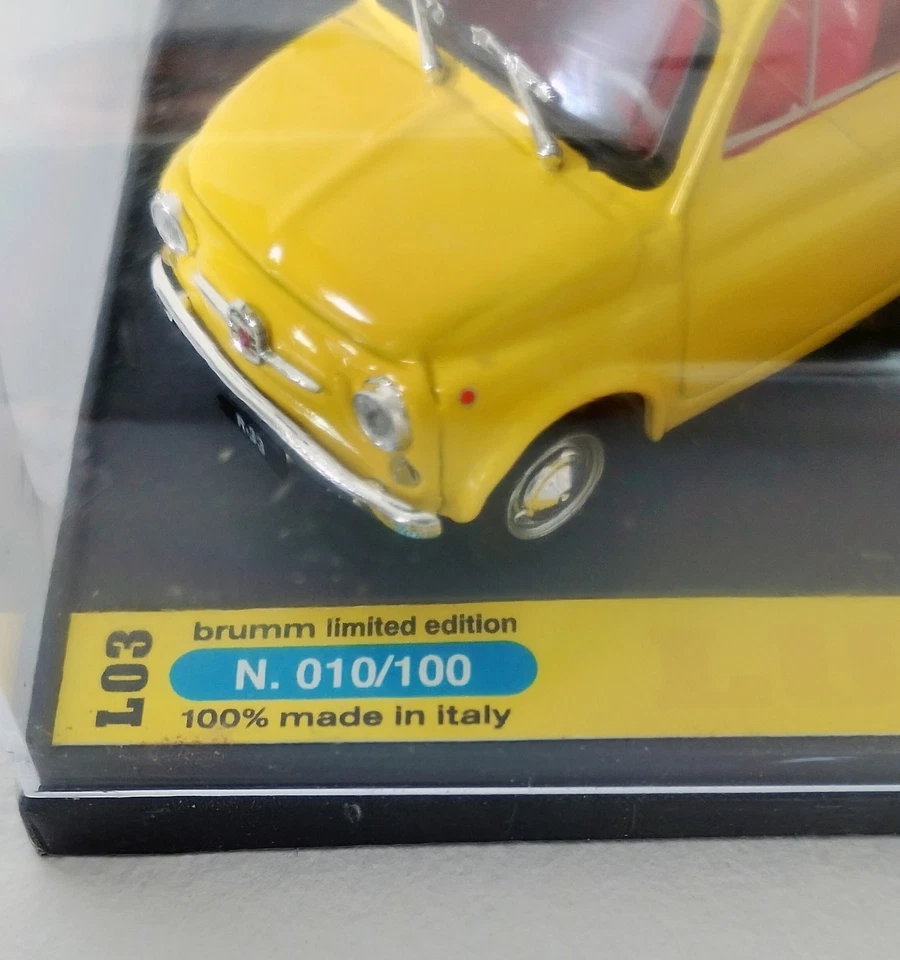 L03
brumm limited edition
N. 010/100
100% made in italy